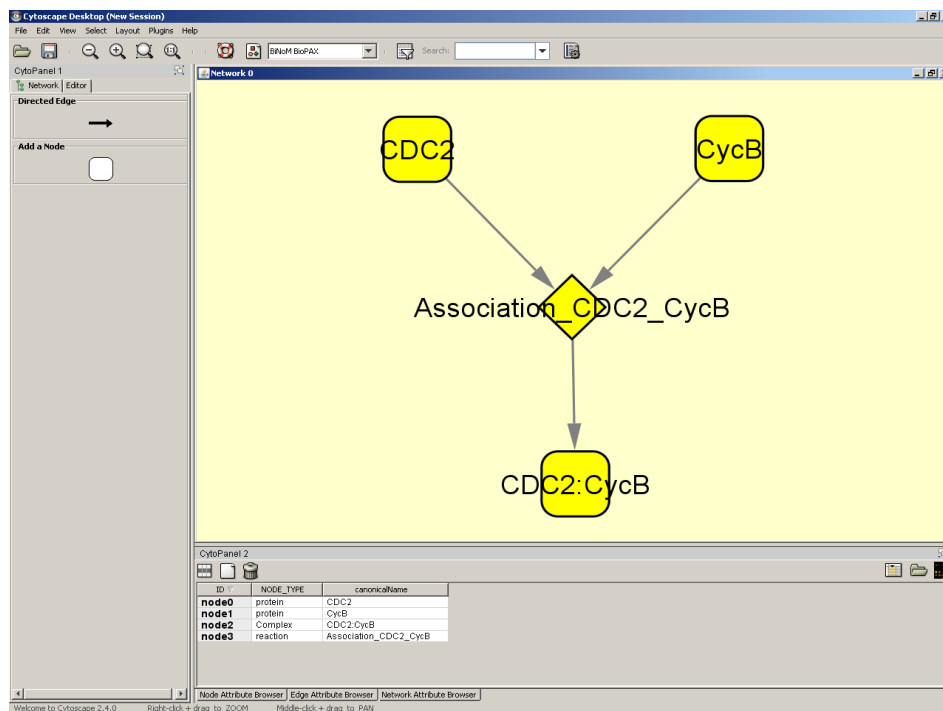 Cytoscape Desktop (New Session)
File Edit View Select Layout Plugins Help
BiNoM BioPAX Search:
CytoPanel 1
Network Editor
Directed Edge
Add a Node
Network 0
CDC2 CycB
Association_CDC2_CycB
CDC2:CycB
CytoPanel 2
ID NODE_TYPE canonicalName
node0 protein CDC2
node1 protein CycB
node2 Complex CDC2:CycB
node3 reaction Association_CDC2_CycB
Node Attribute Browser Edge Attribute Browser Network Attribute Browser
Welcome to Cytoscape 2.4.0 Right-click + drag to ZOOM Middle-click + drag to PAN